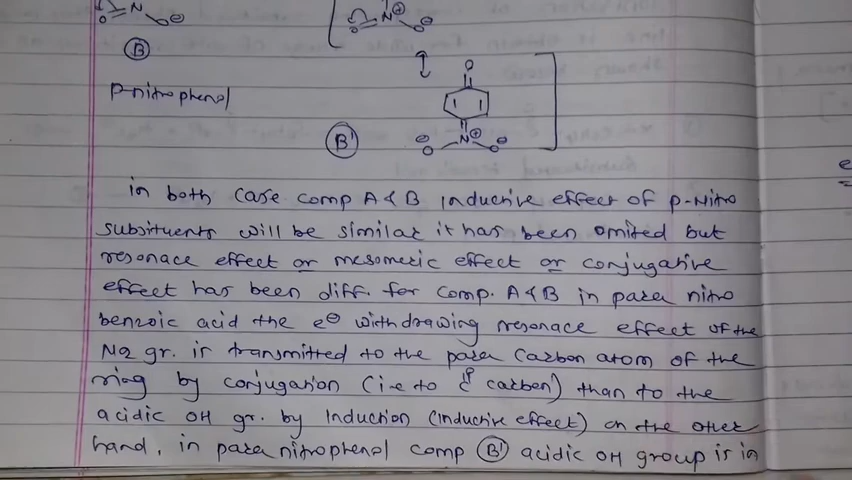 B
p-nitrophenol
B'
in both case comp A & B inductive effect of p-Nitro
subsituents will be similar it has been omited but
resonace effect or mesomeric effect or conjugative
effect has been diff. for comp. A & B in para nitro
benzoic acid the e⊖ withdrawing resonace effect of the
No2 gr. is transmitted to the para Carbon atom of the
ring by conjugation (i.e to carbon) than to the
acidic OH gr. by induction (inductive effect) on the other
hand, in para nitrophenol comp B' acidic OH group is in